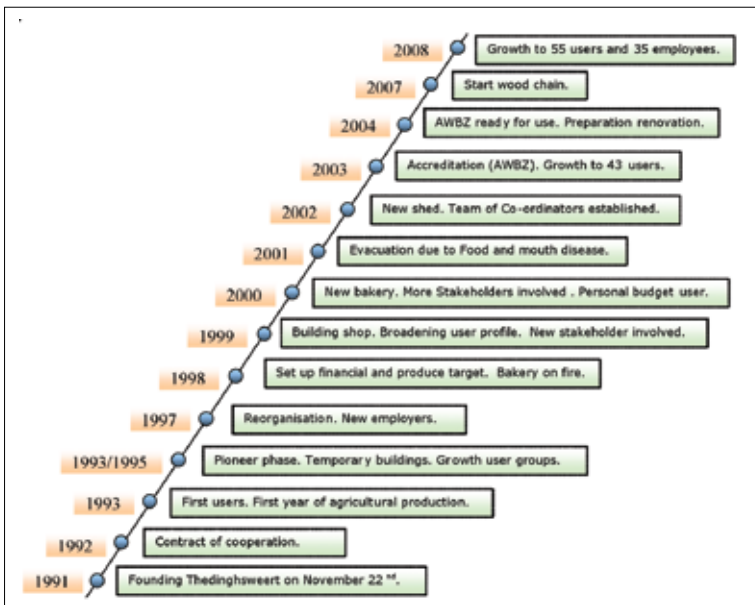 2008 Growth to 55 users and 35 employees.
2007 Start wood chain.
2004 AWBZ ready for use. Preparation renovation.
2003 Accreditation (AWBZ). Growth to 43 users.
2002 New shed. Team of Co-ordinators established.
2001 Evacuation due to Food and mouth disease.
2000 New bakery. More Stakeholders involved . Personal budget user.
1999 Building shop. Broadening user profile. New stakeholder involved.
1998 Set up financial and produce target. Bakery on fire.
1997 Reorganisation. New employers.
1993/1995 Pioneer phase. Temporary buildings. Growth user groups.
1993 First users. First year of agricultural production.
1992 Contract of cooperation.
1991 Founding Thedinghsweert on November 22 nd.